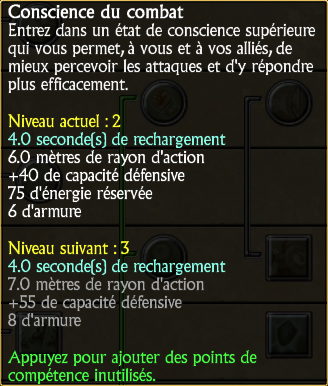 Conscience du combat
Entrez dans un état de conscience supérieure
qui vous permet, à vous et à vos alliés, de
mieux percevoir les attaques et d'y répondre
plus efficacement.
Niveau actuel : 2
4.0 seconde(s) de rechargement
6.0 mètres de rayon d'action
+40 de capacité défensive
75 d'énergie réservée
6 d'armure
Niveau suivant : 3
4.0 seconde(s) de rechargement
7.0 mètres de rayon d'action
+55 de capacité défensive
8 d'armure
Appuyez pour ajouter des points de
compétence inutilisés.